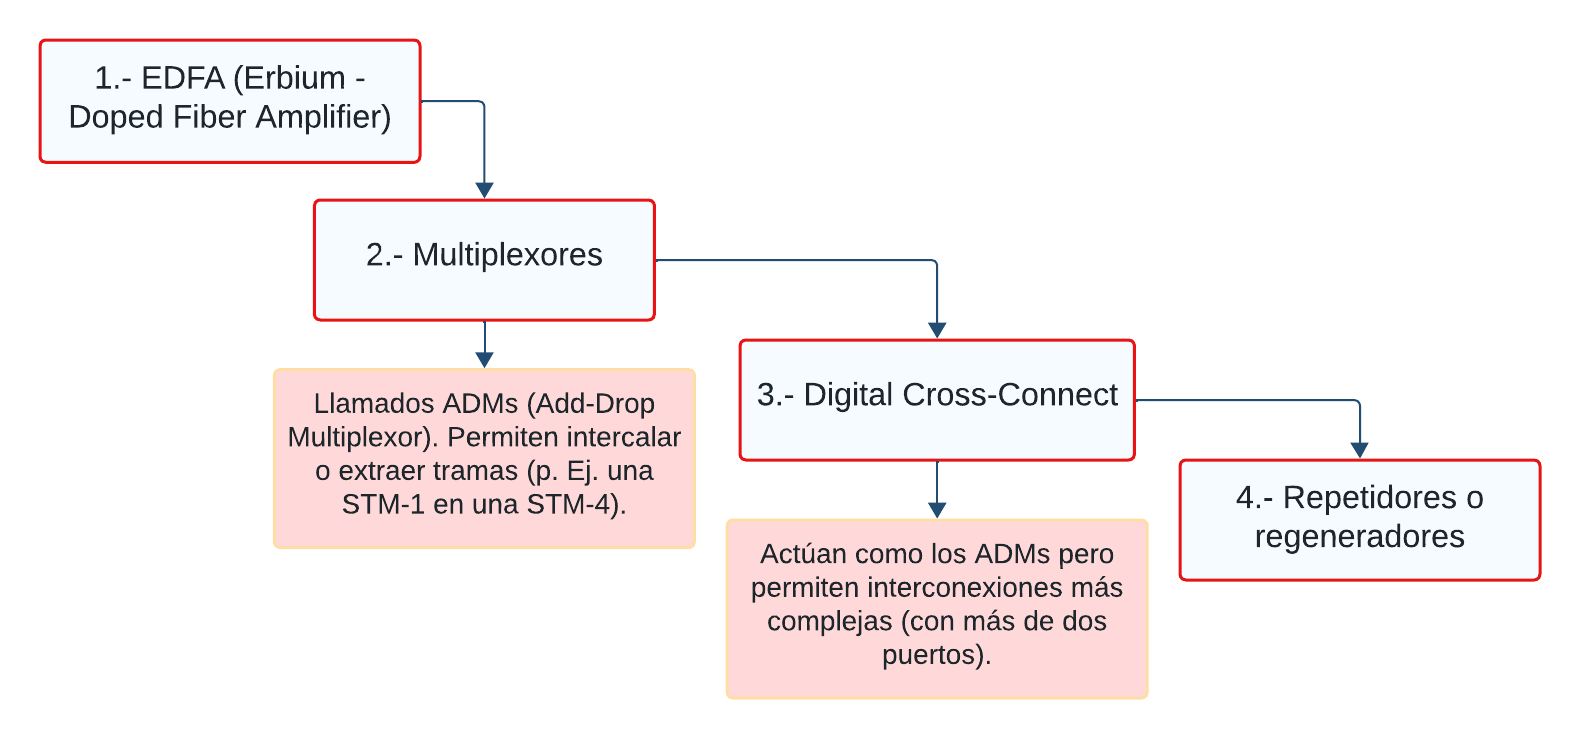 1.- EDFA (Erbium -
Doped Fiber Amplifier)
2.- Multiplexores
Llamados ADMs (Add-Drop
Multiplexor). Permiten intercalar
o extraer tramas (p. Ej. una
STM-1 en una STM-4).
3.- Digital Cross-Connect
Actúan como los ADMs pero
permiten interconexiones más
complejas (con más de dos
puertos).
4.- Repetidores o
regeneradores